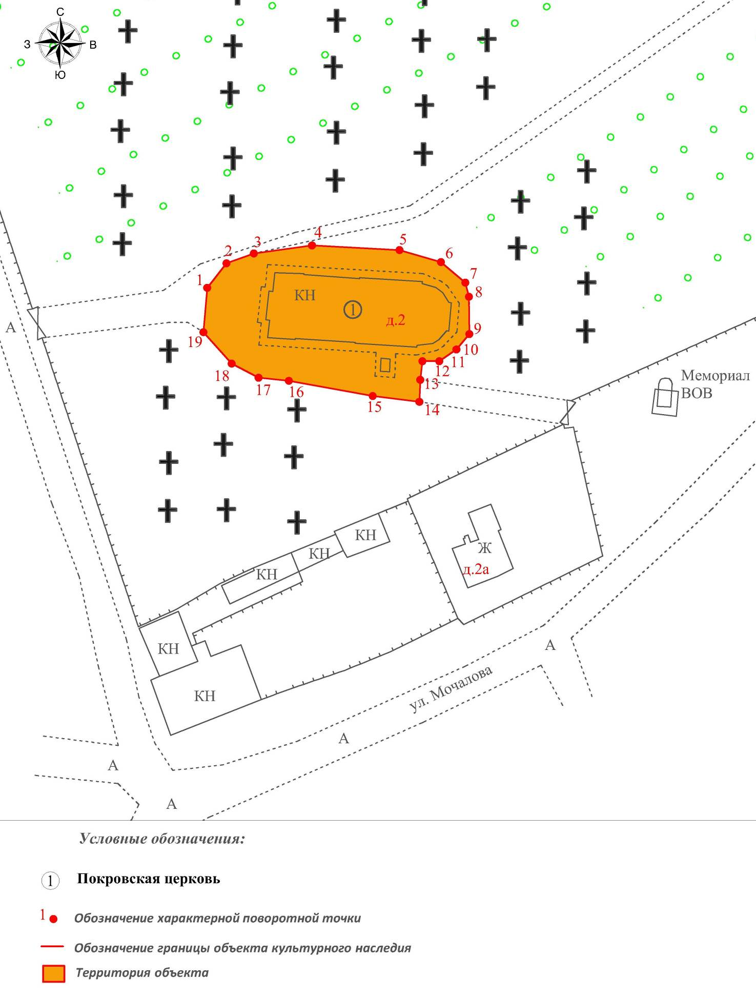 С
З
В
Ю
4
5
3
6
2
7
1
8
КН
1
д.2
А
9
19
10
11
12
18
13
17
16
15
14
Мемориал
ВОВ
КН
КН
КН
Ж
д.2а
КН
КН
А
ул. Мочалова
А
А
А
Условные обозначения:
1 Покровская церковь
1 Обозначение характерной поворотной точки
Обозначение границы объекта культурного наследия
Территория объекта